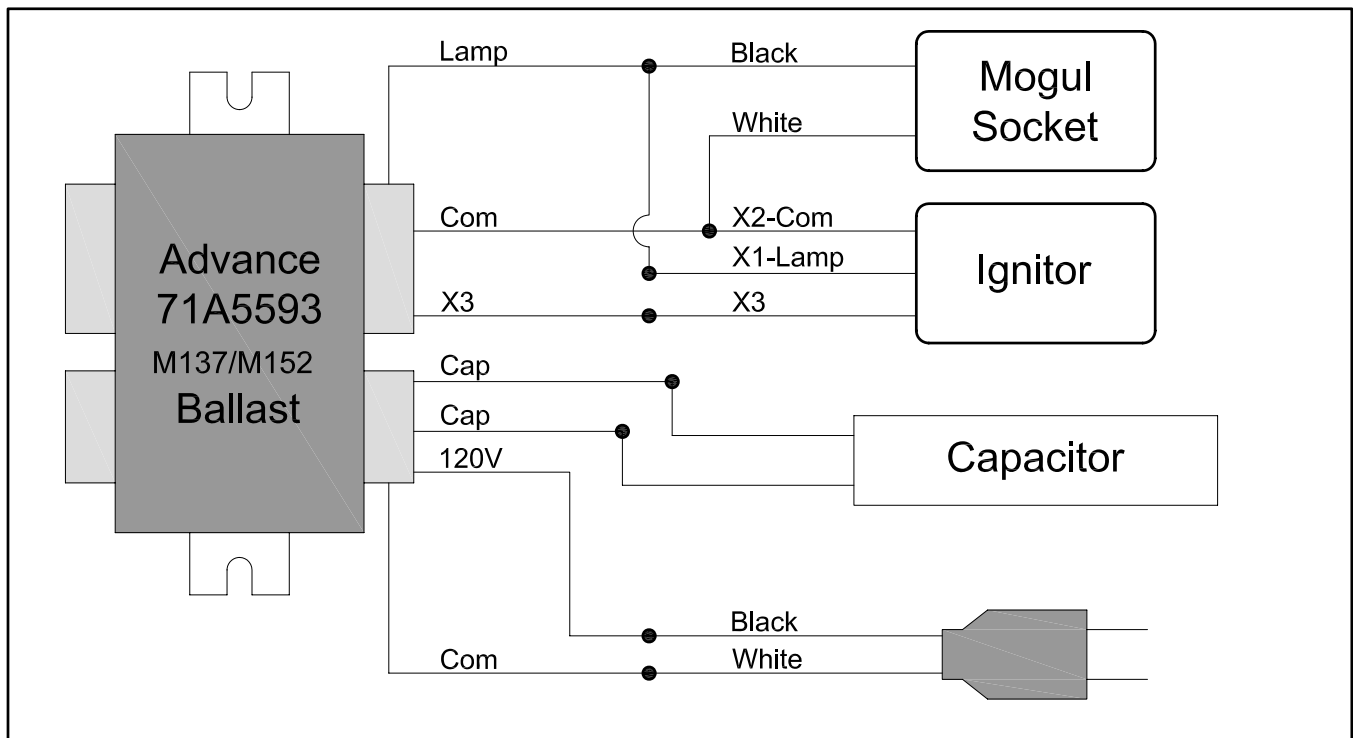 Lamp
Black
Mogul
Socket
White
Com
X2-Com
X1-Lamp
Ignitor
X3
X3
Advance
71A5593
M137/M152
Ballast
Cap
Cap
120V
Capacitor
Black
Com
White